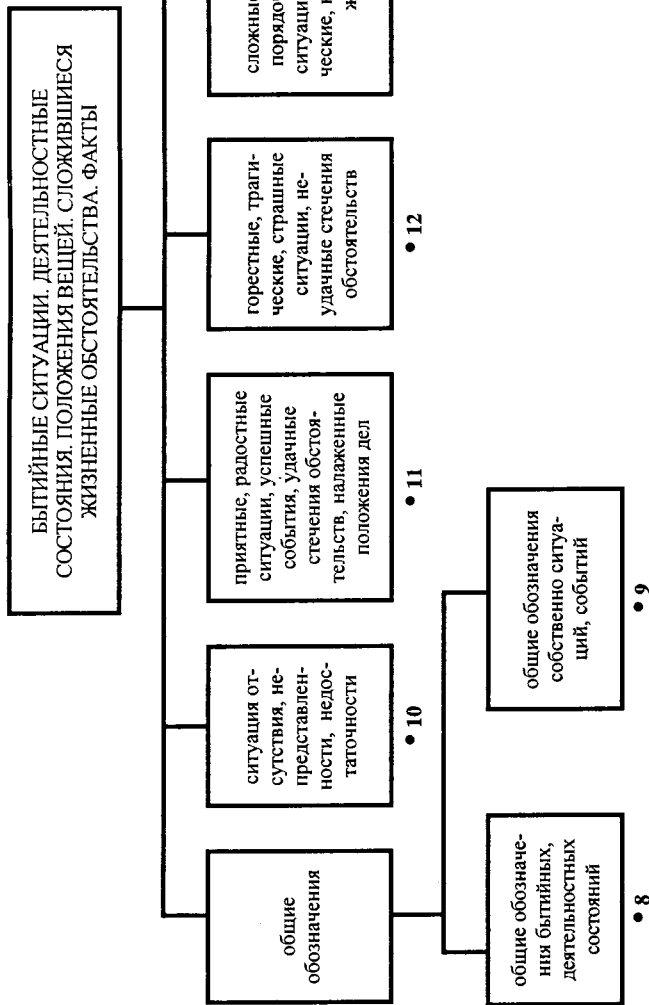 БЫТИЙНЫЕ СИТУАЦИИ. ДЕЯТЕЛЬНОСТНЫЕ
СОСТОЯНИЯ. ПОЛОЖЕНИЯ ВЕЩЕЙ. СЛОЖИВШИЕСЯ
ЖИЗНЕННЫЕ ОБСТОЯТЕЛЬСТВА. ФАКТЫ
общие
обозначения
ситуация от-
сутствия, не-
представлен-
ности, недос-
таточности
• 10
приятные, радостные
ситуации, успешные
события, удачные
стечения обстоя-
тельств, налаженные
положения дел
• 11
горестные, траги-
ческие, страшные
ситуации, не-
удачные стечения
обстоятельств
• 12
сложные
порядо
ситуаци
ческие,
общие обозначе-
ния бытийных,
деятельностных
состояний
• 8
общие обозначения
собственно ситуа-
ций, событий
• 9